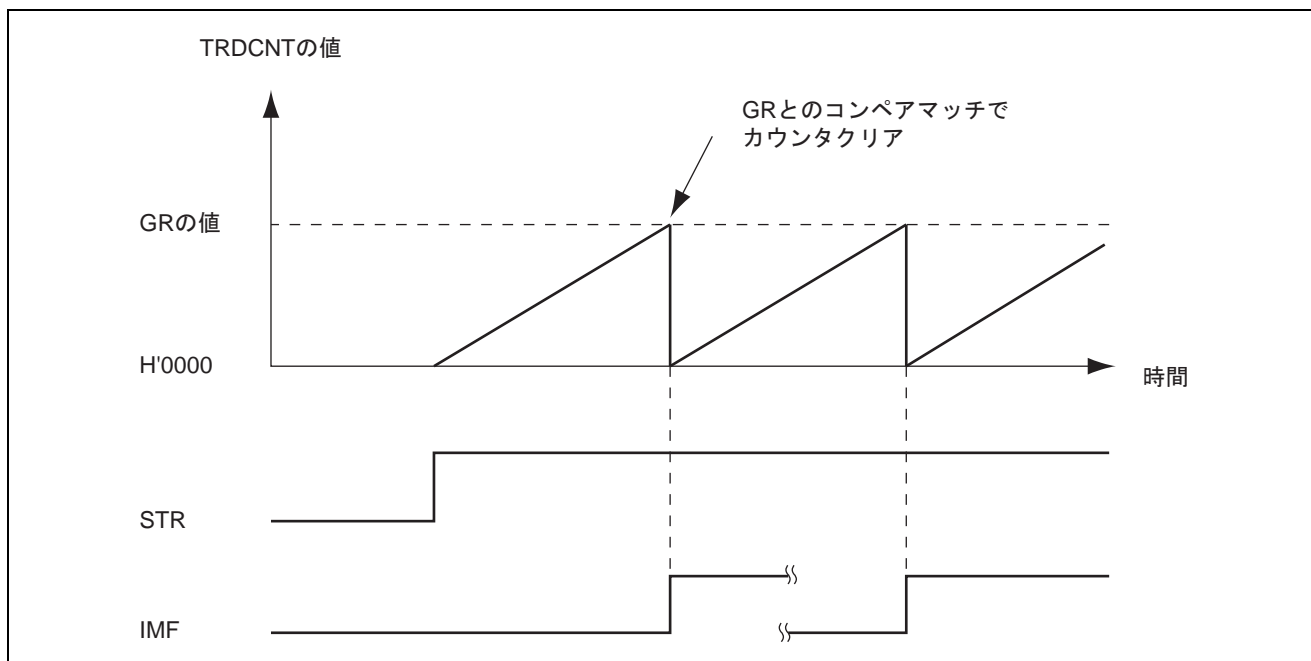 TRDCNTの値
GRとのコンペアマッチで
カウンタクリア
GRの値
H'0000
時間
STR
IMF